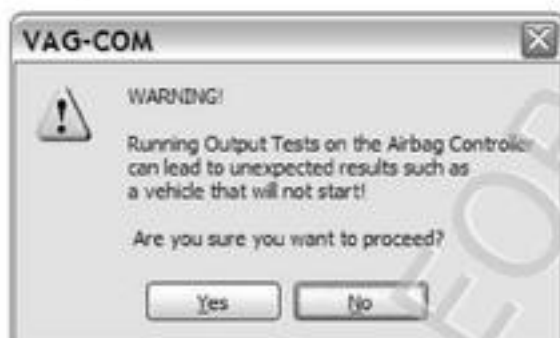 VAG-COM
WARNING!
Running Output Tests on the Airbag Controller
can lead to unexpected results such as
a vehicle that will not start!
Are you sure you want to proceed?
Yes
No
FOR